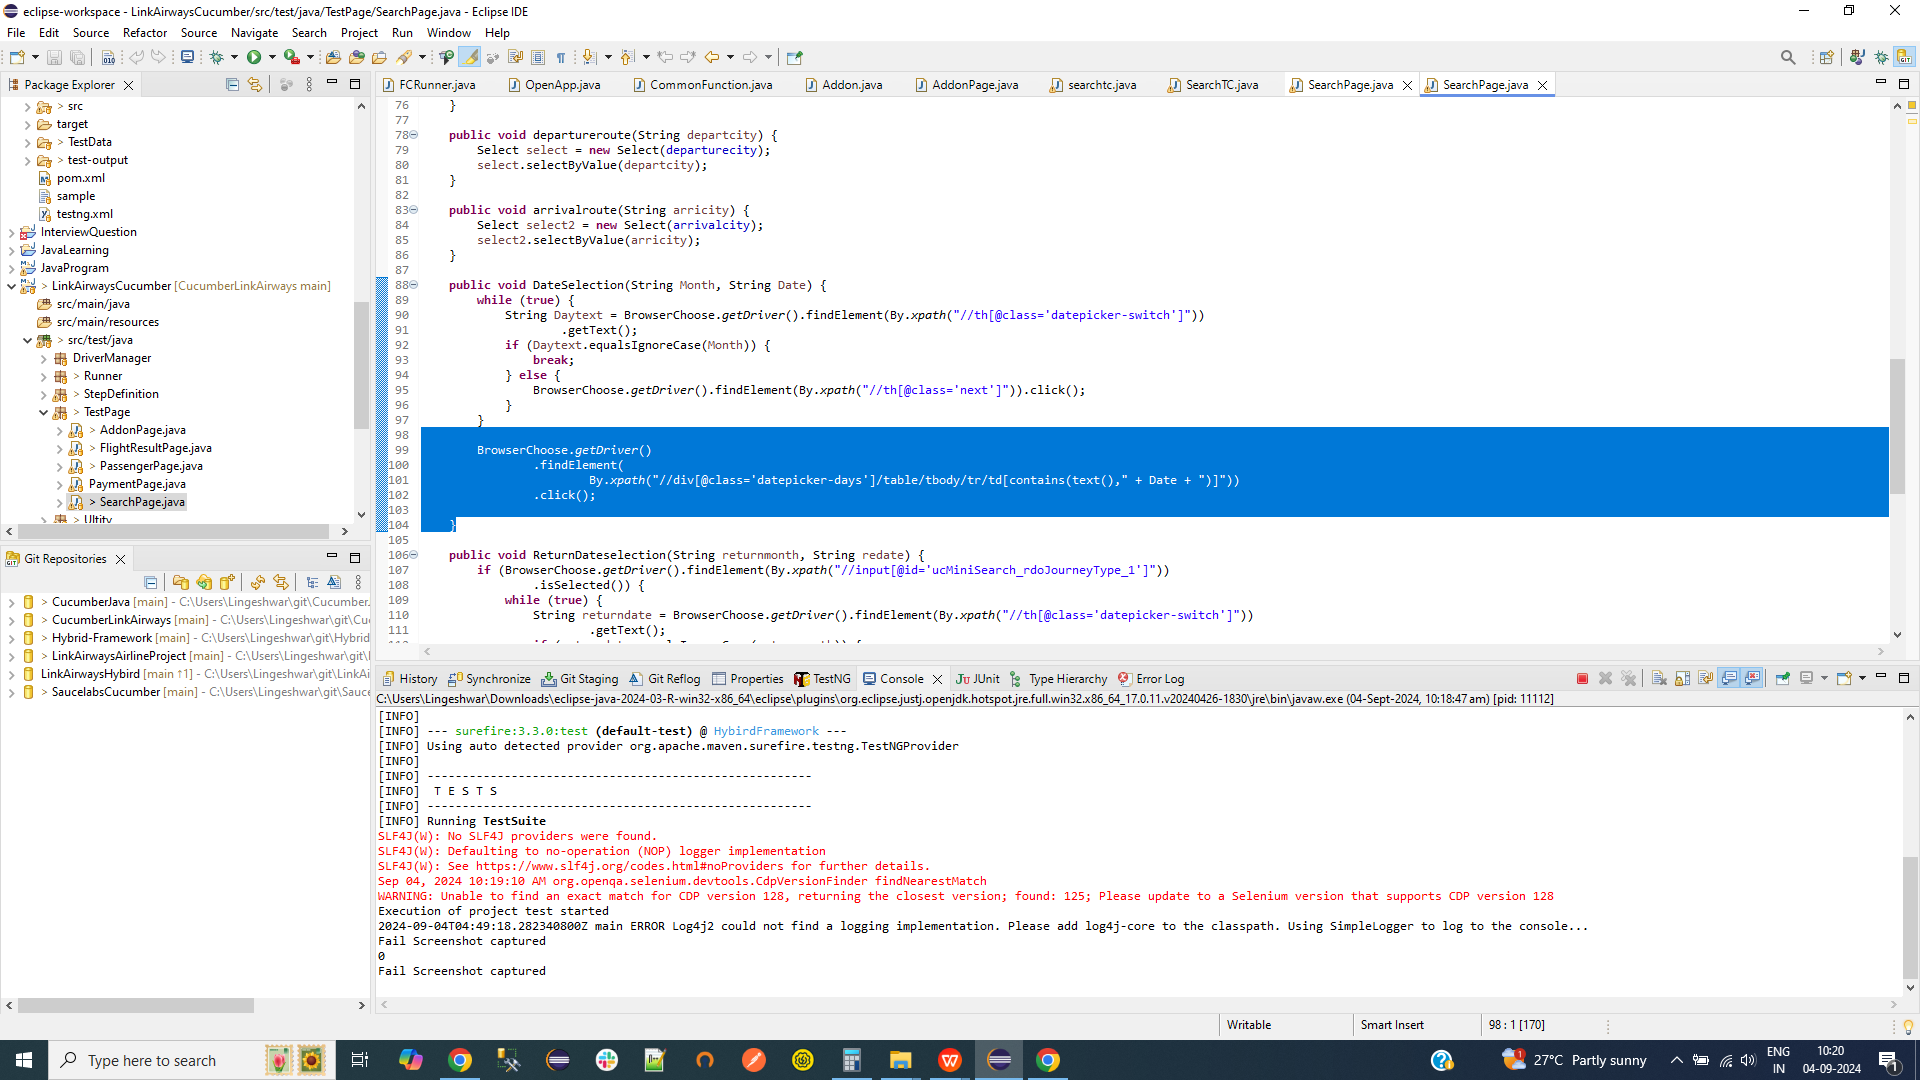 eclipse-workspace - LinkAirwaysCucumber/src/test/java/TestPage/SearchPage.java - Eclipse IDE
File Edit Source Refactor Source Navigate Search Project Run Window Help
Package Explorer
> src
target
> TestData
> test-output
pom.xml
sample
testng.xml
InterviewQuestion
JavaLearning
JavaProgram
> LinkAirwaysCucumber [CucumberLinkAirways main]
src/main/java
src/main/resources
> src/test/java
DriverManager
> Runner
> StepDefinition
> TestPage
> AddonPage.java
> FlightResultPage.java
> PassengerPage.java
PaymentPage.java
> SearchPage.java
> Ultity
Git Repositories
> CucumberJava [main] - C:\Users\Lingeshwar\git\Cucumber
> CucumberLinkAirways [main] - C:\Users\Lingeshwar\git\Cu
> Hybrid-Framework [main] - C:\Users\Lingeshwar\git\Hybrid
> LinkAirwaysAirlineProject [main] - C:\Users\Lingeshwar\git\
LinkAirwaysHybird [main ↑1] - C:\Users\Lingeshwar\git\LinkAi
> SaucelabsCucumber [main] - C:\Users\Lingeshwar\git\Sauce
FCRunner.java OpenApp.java CommonFunction.java Addon.java AddonPage.java searchtc.java SearchTC.java SearchPage.java SearchPage.java
76 }
77
78 public void departureroute(String departcity) {
79 Select select = new Select(departurecity);
80 select.selectByValue(departcity);
81 }
82
83 public void arrivalroute(String arricity) {
84 Select select2 = new Select(arrivalcity);
85 select2.selectByValue(arricity);
86 }
87
88 public void DateSelection(String Month, String Date) {
89 while (true) {
90 String Daytext = BrowserChoose.getDriver().findElement(By.xpath("//th[@class='datepicker-switch']"))
91 .getText();
92 if (Daytext.equalsIgnoreCase(Month)) {
93 break;
94 } else {
95 BrowserChoose.getDriver().findElement(By.xpath("//th[@class='next']")).click();
96 }
97 }
98
99 BrowserChoose.getDriver()
100 .findElement(
101 By.xpath("//div[@class='datepicker-days']/table/tbody/tr/td[contains(text()," + Date + ")]"))
102 .click();
103
104 }
105
106 public void ReturnDateselection(String returnmonth, String redate) {
107 if (BrowserChoose.getDriver().findElement(By.xpath("//input[@id='ucMiniSearch_rdoJourneyType_1']"))
108 .isSelected()) {
109 while (true) {
110 String returndate = BrowserChoose.getDriver().findElement(By.xpath("//th[@class='datepicker-switch']"))
111 .getText();
History Synchronize Git Staging Git Reflog Properties TestNG Console JUnit Type Hierarchy Error Log
C:\Users\Lingeshwar\Downloads\eclipse-java-2024-03-R-win32-x86_64\eclipse\plugins\org.eclipse.justj.openjdk.hotspot.jre.full.win32.x86_64_17.0.11.v20240426-1830\jre\bin\javaw.exe (04-Sept-2024, 10:18:47 am) [pid: 11112]
[INFO]
[INFO] --- surefire:3.3.0:test (default-test) @ HybirdFramework ---
[INFO] Using auto detected provider org.apache.maven.surefire.testng.TestNGProvider
[INFO]
[INFO] -------------------------------------------------------
[INFO] T E S T S
[INFO] -------------------------------------------------------
[INFO] Running TestSuite
SLF4J(W): No SLF4J providers were found.
SLF4J(W): Defaulting to no-operation (NOP) logger implementation
SLF4J(W): See https://www.slf4j.org/codes.html#noProviders for further details.
Sep 04, 2024 10:19:10 AM org.openqa.selenium.devtools.CdpVersionFinder findNearestMatch
WARNING: Unable to find an exact match for CDP version 128, returning the closest version; found: 125; Please update to a Selenium version that supports CDP version 128
Execution of project test started
2024-09-04T04:49:18.282340800Z main ERROR Log4j2 could not find a logging implementation. Please add log4j-core to the classpath. Using SimpleLogger to log to the console...
Fail Screenshot captured
0
Fail Screenshot captured
Writable Smart Insert 98 : 1 [170]
Type here to search
27°C Partly sunny
ENG
IN
10:20
04-09-2024